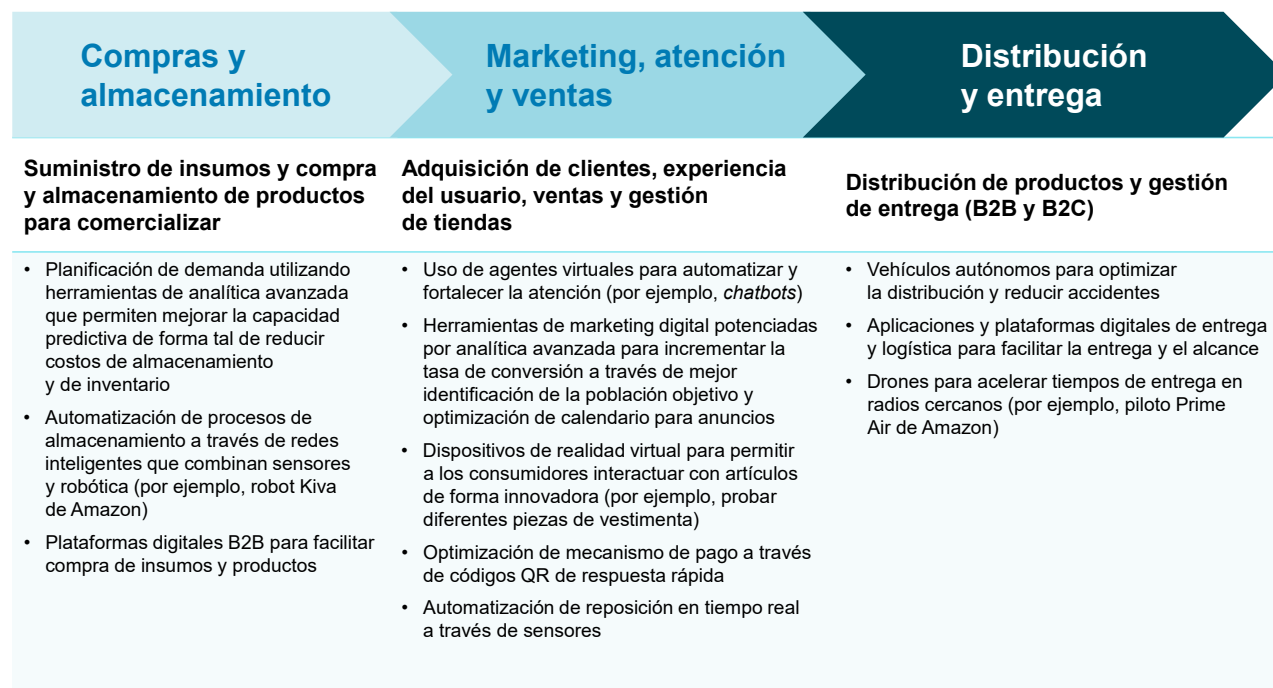 Compras y
almacenamiento
Marketing, atención
y ventas
Distribución
y entrega
Suministro de insumos y compra
y almacenamiento de productos
para comercializar
Adquisición de clientes, experiencia
del usuario, ventas y gestión
de tiendas
Distribución de productos y gestión
de entrega (B2B y B2C)
• Planificación de demanda utilizando
herramientas de analítica avanzada
que permiten mejorar la capacidad
predictiva de forma tal de reducir
costos de almacenamiento
y de inventario
• Automatización de procesos de
almacenamiento a través de redes
inteligentes que combinan sensores
y robótica (por ejemplo, robot Kiva
de Amazon)
• Plataformas digitales B2B para facilitar
compra de insumos y productos
• Uso de agentes virtuales para automatizar y
fortalecer la atención (por ejemplo, chatbots)
• Herramientas de marketing digital potenciadas
por analítica avanzada para incrementar la
tasa de conversión a través de mejor
identificación de la población objetivo y
optimización de calendario para anuncios
• Dispositivos de realidad virtual para permitir
a los consumidores interactuar con artículos
de forma innovadora (por ejemplo, probar
diferentes piezas de vestimenta)
• Optimización de mecanismo de pago a través
de códigos QR de respuesta rápida
• Automatización de reposición en tiempo real
a través de sensores
• Vehículos autónomos para optimizar
la distribución y reducir accidentes
• Aplicaciones y plataformas digitales de entrega
y logística para facilitar la entrega y el alcance
• Drones para acelerar tiempos de entrega en
radios cercanos (por ejemplo, piloto Prime
Air de Amazon)